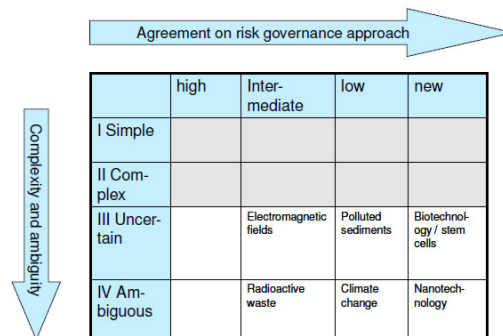 Agreement on risk governance approach
Complexity and ambiguity
high
Inter-
mediate
low
new
I Simple
II Com-
plex
III Uncer-
tain
Electromagnetic
fields
Polluted
sediments
Biotechnol-
ogy / stem
cells
IV Am-
biguous
Radioactive
waste
Climate
change
Nanotech-
nology